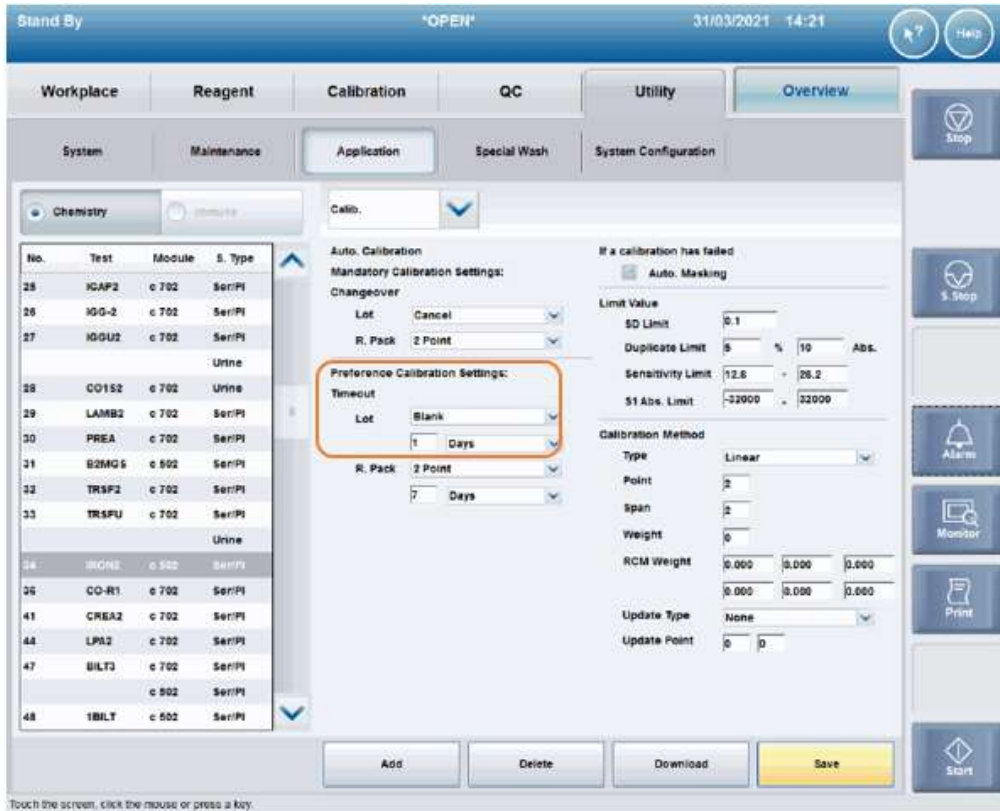 Stand By *OPEN* 31/03/2021 14:21
Help
Workplace Reagent Calibration QC Utility Overview
Stop
System Maintenance Application Special Wash System Configuration
Chemistry
Calib.
No. Test Module S. Type
25 IGAP2 c 702 Ser/Pl
26 IGG-2 c 702 Ser/Pl
27 IGGU2 c 702 Ser/Pl
Urine
28 CO1S2 c 702 Urine
29 LAMB2 c 702 Ser/Pl
30 PREA c 702 Ser/Pl
31 B2MGS c 502 Ser/Pl
32 TRSF2 c 702 Ser/Pl
33 TRSFU c 702 Ser/Pl
Urine
34 IRON2 c 502 Ser/Pl
36 CO-R1 c 702 Ser/Pl
41 CREA2 c 702 Ser/Pl
44 LPA2 c 702 Ser/Pl
47 BILT3 c 702 Ser/Pl
c 502 Ser/Pl
48 1BILT c 502 Ser/Pl
Auto. Calibration
Mandatory Calibration Settings:
Changeover
Lot Cancel
R. Pack 2 Point
Preference Calibration Settings:
Timeout
Lot Blank
1 Days
R. Pack 2 Point
7 Days
If a calibration has failed
Auto. Masking
Limit Value
SD Limit 0.1
Duplicate Limit 5 % 10 Abs.
Sensitivity Limit 12.6 - 26.2
S1 Abs. Limit -32000 - 32000
Calibration Method
Type Linear
Point 2
Span 2
Weight 0
RCM Weight 0.000 0.000 0.000
0.000 0.000 0.000
Update Type None
Update Point 0 0
S. Stop
Alarm
Monitor
Print
Start
Add Delete Download Save
Touch the screen, click the mouse or press a key.